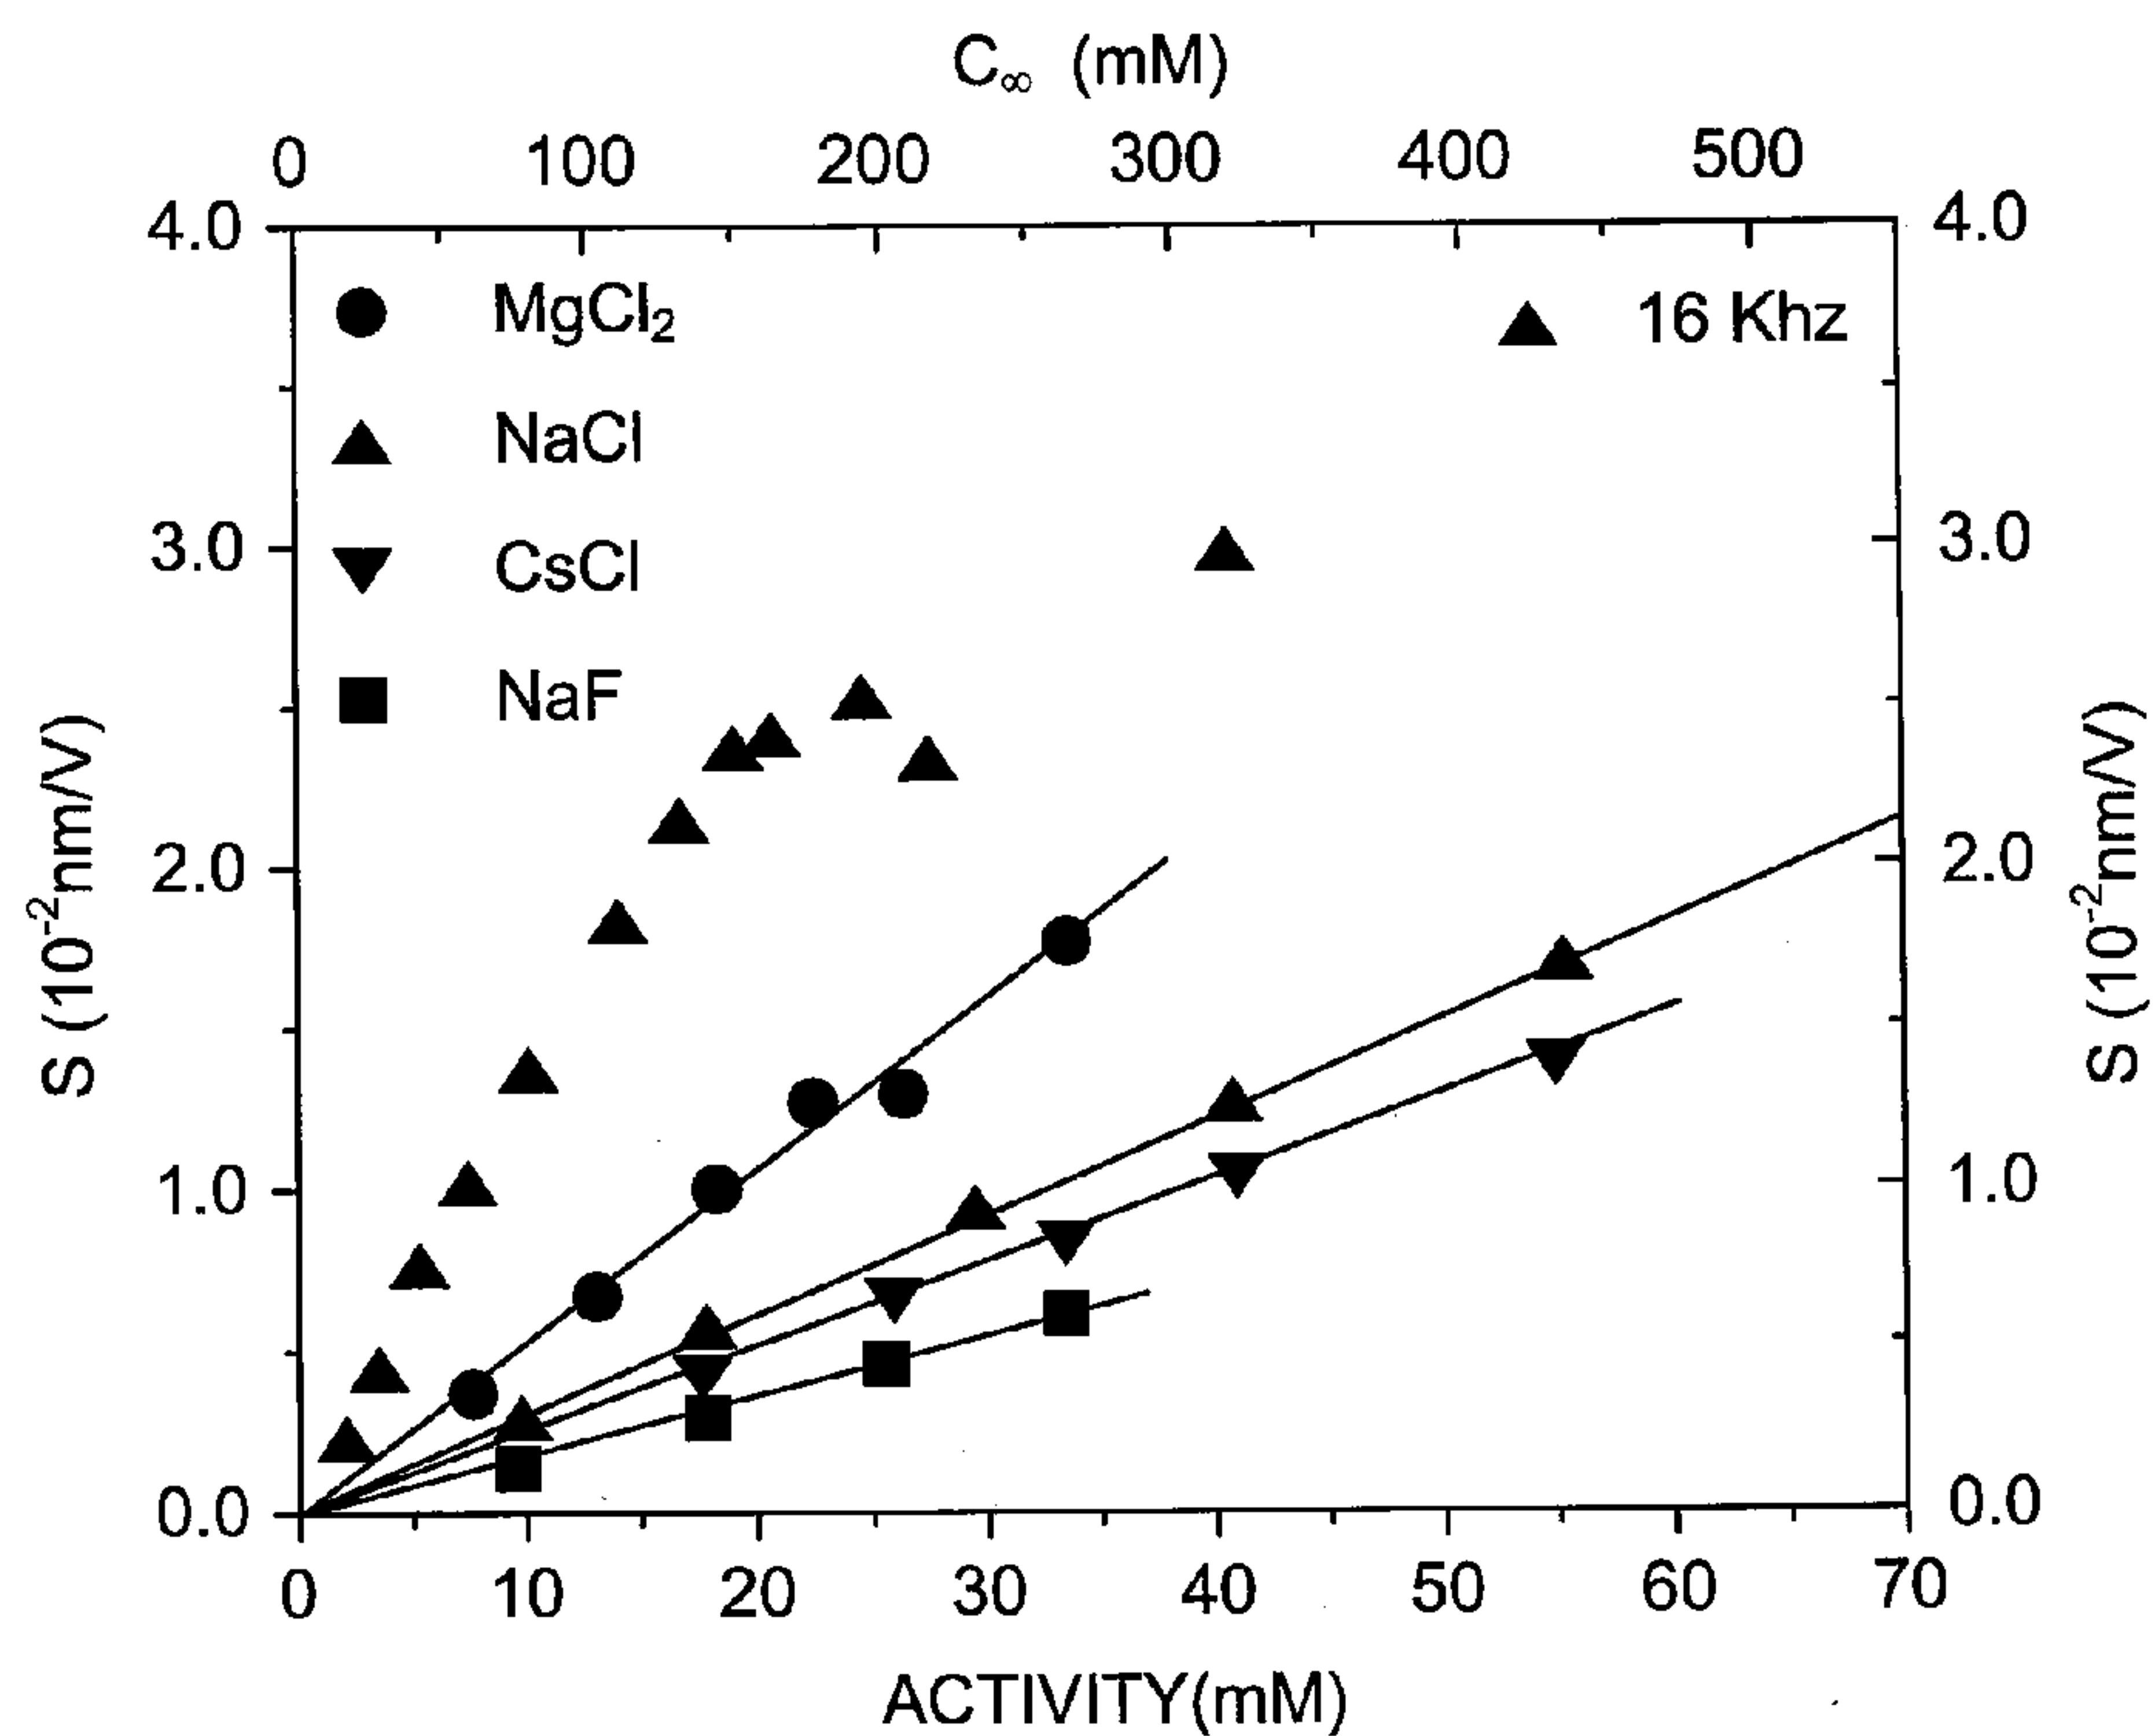 C∞ (mM)
0 100 200 300 400 500
4.0 4.0
MgCl2 16 Khz
NaCl
3.0 3.0
CsCl
NaF
S (10-2nm/V) S (10-2nm/V)
2.0 2.0
1.0 1.0
0.0 0.0
0 10 20 30 40 50 60 70
ACTIVITY(mM)